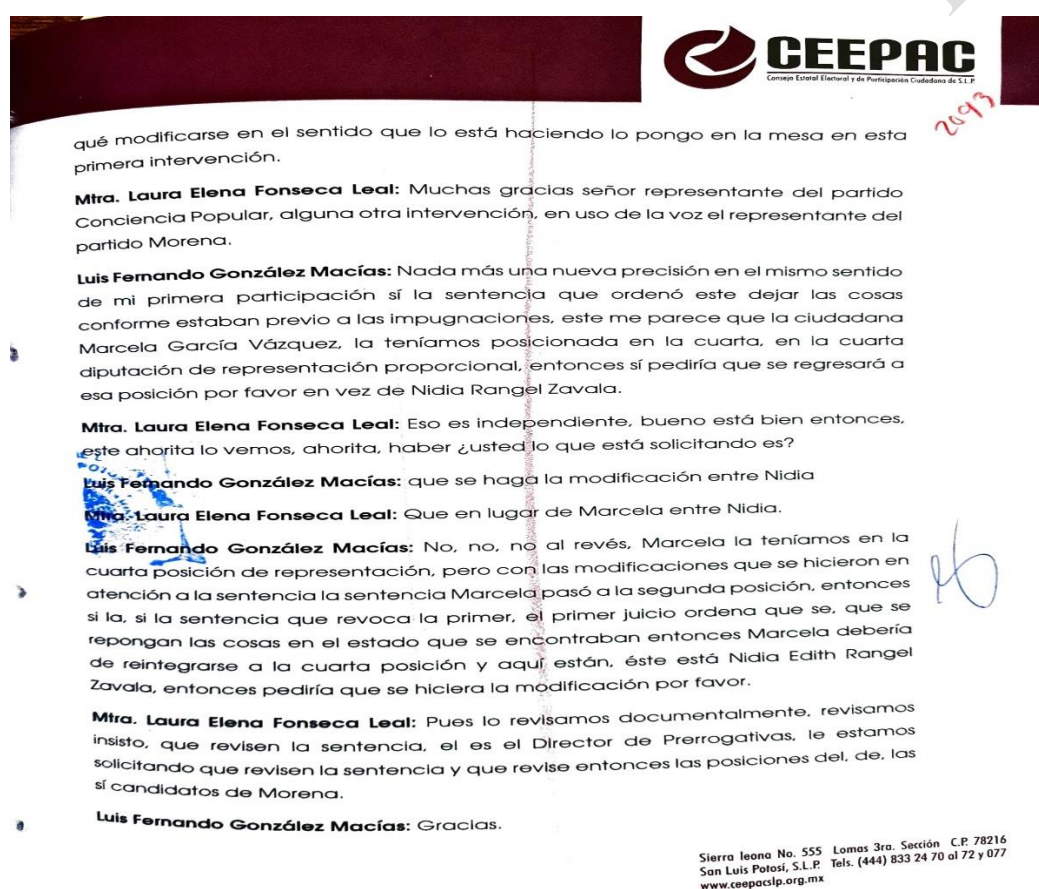 CEEPAC
Consejo Estatal Electoral y de Participación Ciudadana de S.L.P.
2093
qué modificarse en el sentido que lo está haciendo lo pongo en la mesa en esta
primera intervención.
Mtra. Laura Elena Fonseca Leal: Muchas gracias señor representante del partido
Conciencia Popular, alguna otra intervención, en uso de la voz el representante del
partido Morena.
Luis Fernando González Macías: Nada más una nueva precisión en el mismo sentido
de mi primera participación sí la sentencia que ordenó este dejar las cosas
conforme estaban previo a las impugnaciones, este me parece que la ciudadana
Marcela García Vázquez, la teníamos posicionada en la cuarta, en la cuarta
diputación de representación proporcional, entonces sí pediría que se regresará a
esa posición por favor en vez de Nidia Rangel Zavala.
Mtra. Laura Elena Fonseca Leal: Eso es independiente, bueno está bien entonces,
este ahorita lo vemos, ahorita, haber ¿usted lo que está solicitando es?
Luis Fernando González Macías: que se haga la modificación entre Nidia
Mtra. Laura Elena Fonseca Leal: Que en lugar de Marcela entre Nidia.
Luis Fernando González Macías: No, no, no al revés, Marcela la teníamos en la
cuarta posición de representación, pero con las modificaciones que se hicieron en
atención a la sentencia la sentencia Marcela pasó a la segunda posición, entonces
si la, si la sentencia que revoca la primer, el primer juicio ordena que se, que se
repongan las cosas en el estado que se encontraban entonces Marcela debería
de reintegrarse a la cuarta posición y aquí están, éste está Nidia Edith Rangel
Zavala, entonces pediría que se hiciera la modificación por favor.
Mtra. Laura Elena Fonseca Leal: Pues lo revisamos documentalmente, revisamos
insisto, que revisen la sentencia, el es el Director de Prerrogativas, le estamos
solicitando que revisen la sentencia y que revise entonces las posiciones del, de, las
sí candidatos de Morena.
Luis Fernando González Macías: Gracias.
Sierra leona No. 555 Lomas 3ra. Sección C.P. 78216
San Luis Potosí, S.L.P. Tels. (444) 833 24 70 al 72 y 077
www.ceepacslp.org.mx